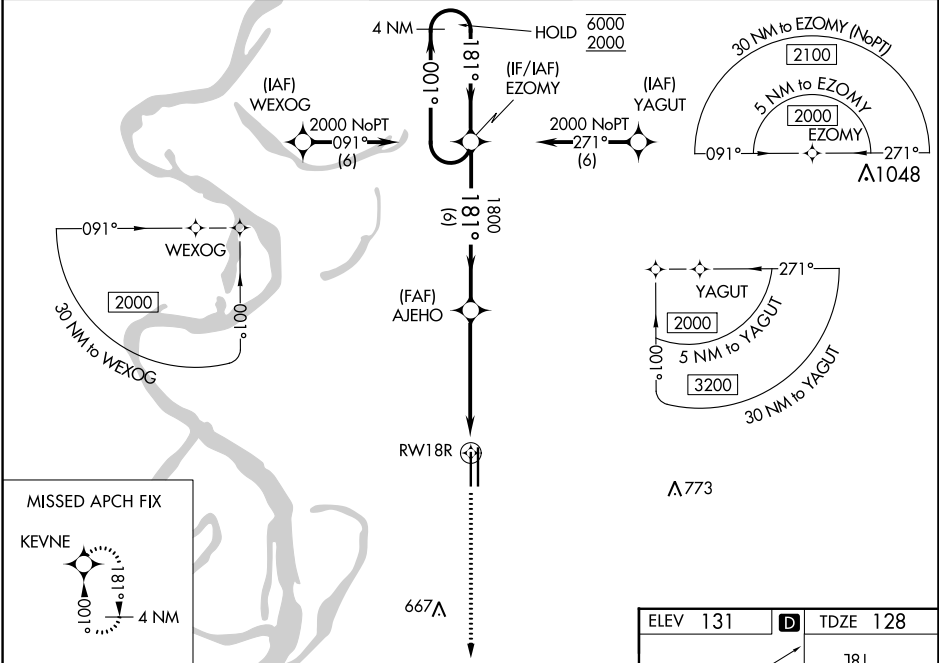 4 NM
HOLD
6000
2000
181°
001°
(IF/IAF)
EZOMY
(IAF)
WEXOG
2000 NoPT
091°
(6)
(IAF)
YAGUT
2000 NoPT
271°
(6)
30 NM to EZOMY (NoPT)
2100
5 NM to EZOMY
2000
EZOMY
091°
271°
1048
1800
181°
(6)
091°
WEXOG
2000
001°
30 NM to WEXOG
(FAF)
AJEHO
271°
YAGUT
2000
5 NM to YAGUT
001°
3200
30 NM to YAGUT
RW18R
773
MISSED APCH FIX
KEVNE
181°
001°
4 NM
667
ELEV 131
D
TDZE 128
181